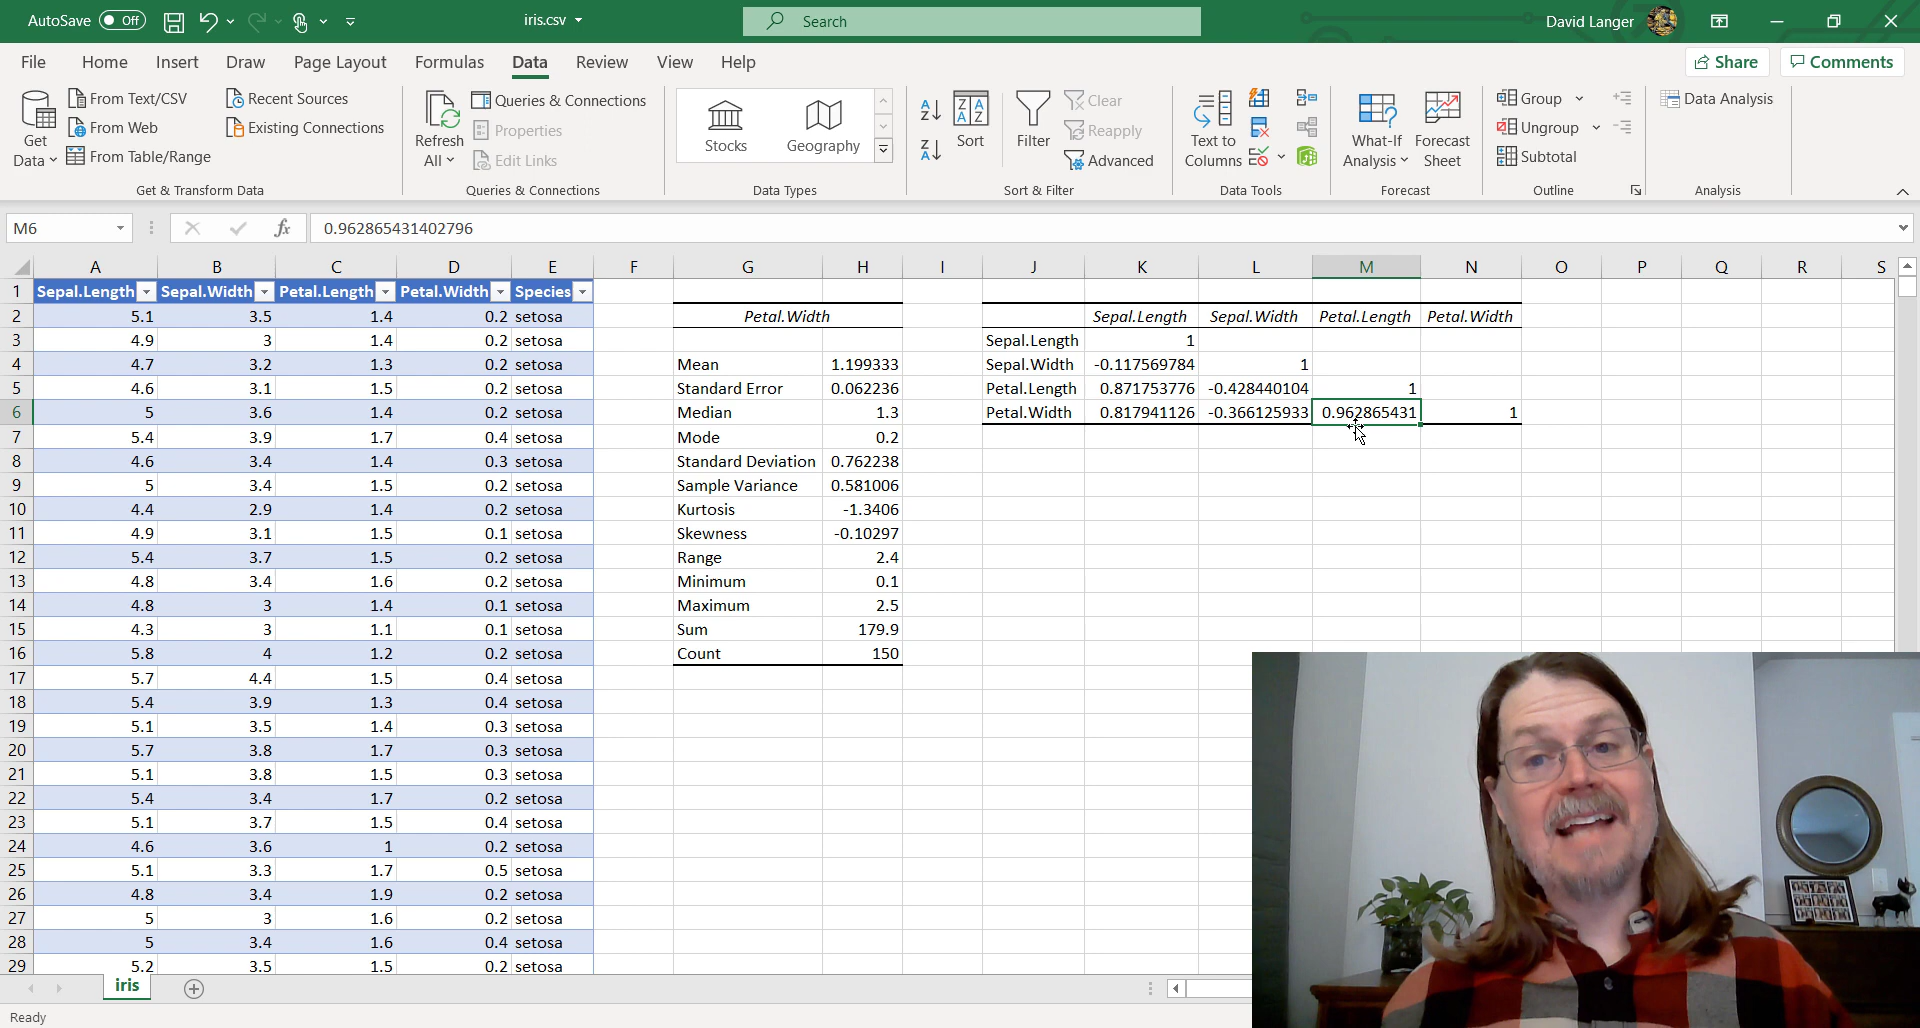 AutoSave Off iris.csv Search David Langer
File Home Insert Draw Page Layout Formulas Data Review View Help Share Comments
Get Data From Text/CSV From Web From Table/Range Recent Sources Existing Connections
Refresh All Queries & Connections Properties Edit Links
Stocks Geography
Sort Filter Clear Reapply Advanced
Text to Columns
What-If Analysis Forecast Sheet
Group Ungroup Subtotal
Data Analysis
Get & Transform Data Queries & Connections Data Types Sort & Filter Data Tools Forecast Outline Analysis
M6 fx 0.962865431402796
A B C D E F G H I J K L M N O P Q R S
1 Sepal.Length Sepal.Width Petal.Length Petal.Width Species
2 5.1 3.5 1.4 0.2 setosa Petal.Width Sepal.Length Sepal.Width Petal.Length Petal.Width
3 4.9 3 1.4 0.2 setosa Sepal.Length 1
4 4.7 3.2 1.3 0.2 setosa Mean 1.199333 Sepal.Width -0.117569784 1
5 4.6 3.1 1.5 0.2 setosa Standard Error 0.062236 Petal.Length 0.871753776 -0.428440104 1
6 5 3.6 1.4 0.2 setosa Median 1.3 Petal.Width 0.817941126 -0.366125933 0.962865431 1
7 5.4 3.9 1.7 0.4 setosa Mode 0.2
8 4.6 3.4 1.4 0.3 setosa Standard Deviation 0.762238
9 5 3.4 1.5 0.2 setosa Sample Variance 0.581006
10 4.4 2.9 1.4 0.2 setosa Kurtosis -1.3406
11 4.9 3.1 1.5 0.1 setosa Skewness -0.10297
12 5.4 3.7 1.5 0.2 setosa Range 2.4
13 4.8 3.4 1.6 0.2 setosa Minimum 0.1
14 4.8 3 1.4 0.1 setosa Maximum 2.5
15 4.3 3 1.1 0.1 setosa Sum 179.9
16 5.8 4 1.2 0.2 setosa Count 150
17 5.7 4.4 1.5 0.4 setosa
18 5.4 3.9 1.3 0.4 setosa
19 5.1 3.5 1.4 0.3 setosa
20 5.7 3.8 1.7 0.3 setosa
21 5.1 3.8 1.5 0.3 setosa
22 5.4 3.4 1.7 0.2 setosa
23 5.1 3.7 1.5 0.4 setosa
24 4.6 3.6 1 0.2 setosa
25 5.1 3.3 1.7 0.5 setosa
26 4.8 3.4 1.9 0.2 setosa
27 5 3 1.6 0.2 setosa
28 5 3.4 1.6 0.4 setosa
29 5.2 3.5 1.5 0.2 setosa
iris
Ready